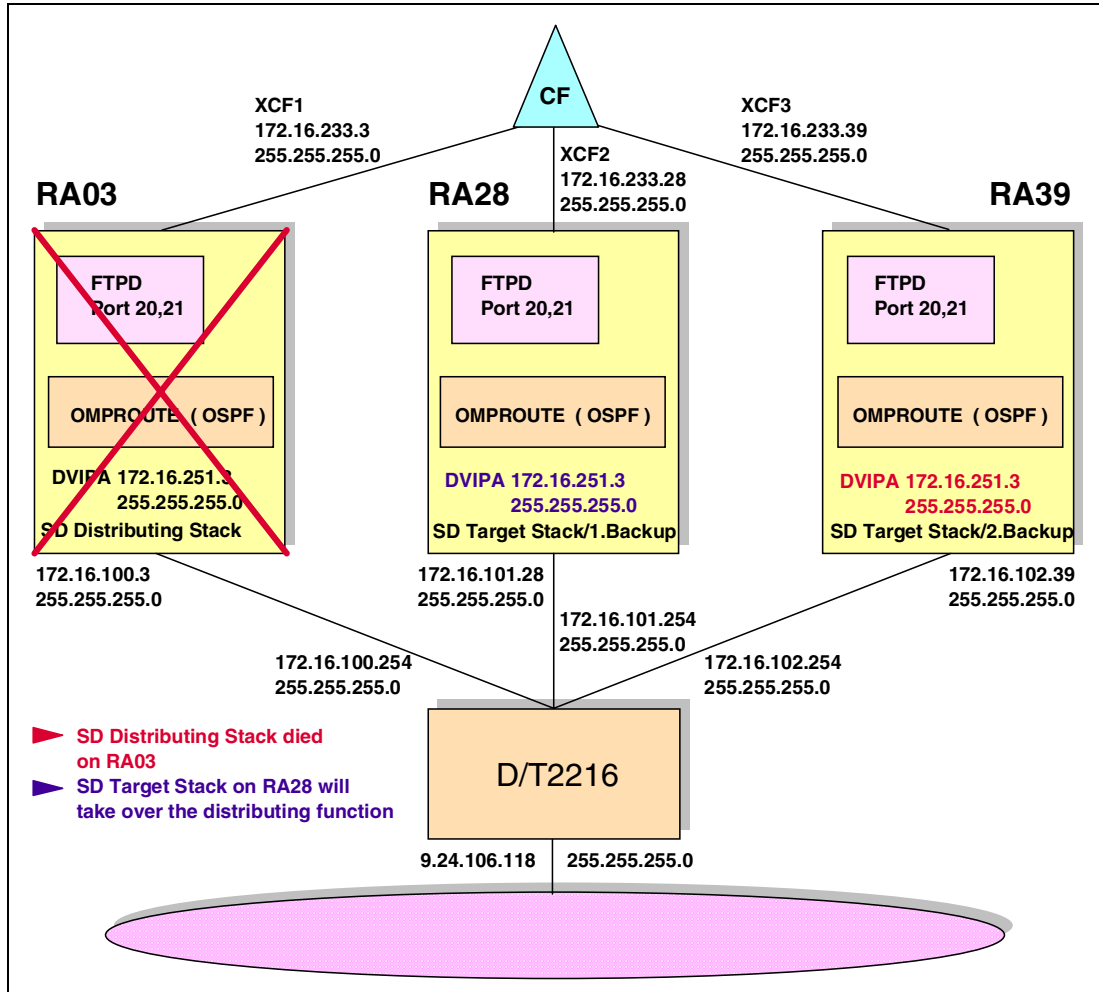 CF
XCF1
172.16.233.3
255.255.255.0
XCF2
172.16.233.28
255.255.255.0
XCF3
172.16.233.39
255.255.255.0
RA03
RA28
RA39
FTPD
Port 20,21
OMPROUTE ( OSPF )
DVIPA 172.16.251.3
255.255.255.0
SD Distributing Stack
FTPD
Port 20,21
OMPROUTE ( OSPF )
DVIPA 172.16.251.3
255.255.255.0
SD Target Stack/1.Backup
FTPD
Port 20,21
OMPROUTE ( OSPF )
DVIPA 172.16.251.3
255.255.255.0
SD Target Stack/2.Backup
172.16.100.3
255.255.255.0
172.16.101.28
255.255.255.0
172.16.102.39
255.255.255.0
172.16.100.254
255.255.255.0
172.16.101.254
255.255.255.0
172.16.102.254
255.255.255.0
SD Distributing Stack died
on RA03
SD Target Stack on RA28 will
take over the distributing function
D/T2216
9.24.106.118 255.255.255.0